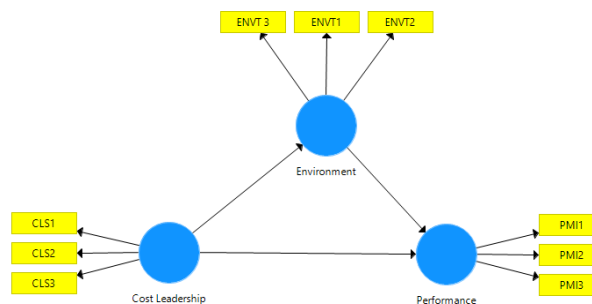 ENVT 3 ENVT1 ENVT2
Environment
CLS1
CLS2
CLS3
Cost Leadership
PMI1
PMI2
PMI3
Performance